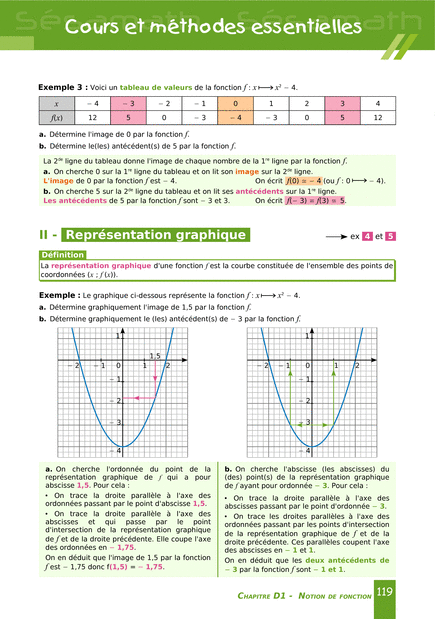 Sésamath Sésamath Sésamath
Cours et méthodes essentielles
Exemple 3 : Voici un tableau de valeurs de la fonction f : x ⟼ x² − 4.
x − 4 − 3 − 2 − 1 0 1 2 3 4
f(x) 12 5 0 − 3 − 4 − 3 0 5 12
a. Détermine l'image de 0 par la fonction f.
b. Détermine le(les) antécédent(s) de 5 par la fonction f.
La 2de ligne du tableau donne l'image de chaque nombre de la 1re ligne par la fonction f.
a. On cherche 0 sur la 1re ligne du tableau et on lit son image sur la 2de ligne.
L'image de 0 par la fonction f est − 4. On écrit f(0) = − 4 (ou f : 0 ⟼ − 4).
b. On cherche 5 sur la 2de ligne du tableau et on lit ses antécédents sur la 1re ligne.
Les antécédents de 5 par la fonction f sont − 3 et 3. On écrit f(− 3) = f(3) = 5.
II - Représentation graphique
ex 4 et 5
Définition
La représentation graphique d'une fonction f est la courbe constituée de l'ensemble des points de
coordonnées (x ; f(x)).
Exemple : Le graphique ci-dessous représente la fonction f : x ⟼ x² − 4.
a. Détermine graphiquement l'image de 1,5 par la fonction f.
b. Détermine graphiquement le (les) antécédent(s) de − 3 par la fonction f.
1
1,5
− 2 − 1 0 1 2
− 1
− 2
− 3
− 4
1
− 2 − 1 0 1 2
− 1
− 2
− 3
− 4
a. On cherche l'ordonnée du point de la
représentation graphique de f qui a pour
abscisse 1,5. Pour cela :
• On trace la droite parallèle à l'axe des
ordonnées passant par le point d'abscisse 1,5.
• On trace la droite parallèle à l'axe des
abscisses et qui passe par le point
d'intersection de la représentation graphique
de f et de la droite précédente. Elle coupe l'axe
des ordonnées en − 1,75.
On en déduit que l'image de 1,5 par la fonction
f est − 1,75 donc f(1,5) = − 1,75.
b. On cherche l'abscisse (les abscisses) du
(des) point(s) de la représentation graphique
de f ayant pour ordonnée − 3. Pour cela :
• On trace la droite parallèle à l'axe des
abscisses passant par le point d'ordonnée − 3.
• On trace les droites parallèles à l'axe des
ordonnées passant par les points d'intersection
de la représentation graphique de f et de la
droite précédente. Ces parallèles coupent l'axe
des abscisses en − 1 et 1.
On en déduit que les deux antécédents de
− 3 par la fonction f sont − 1 et 1.
CHAPITRE D1 - NOTION DE FONCTION 119